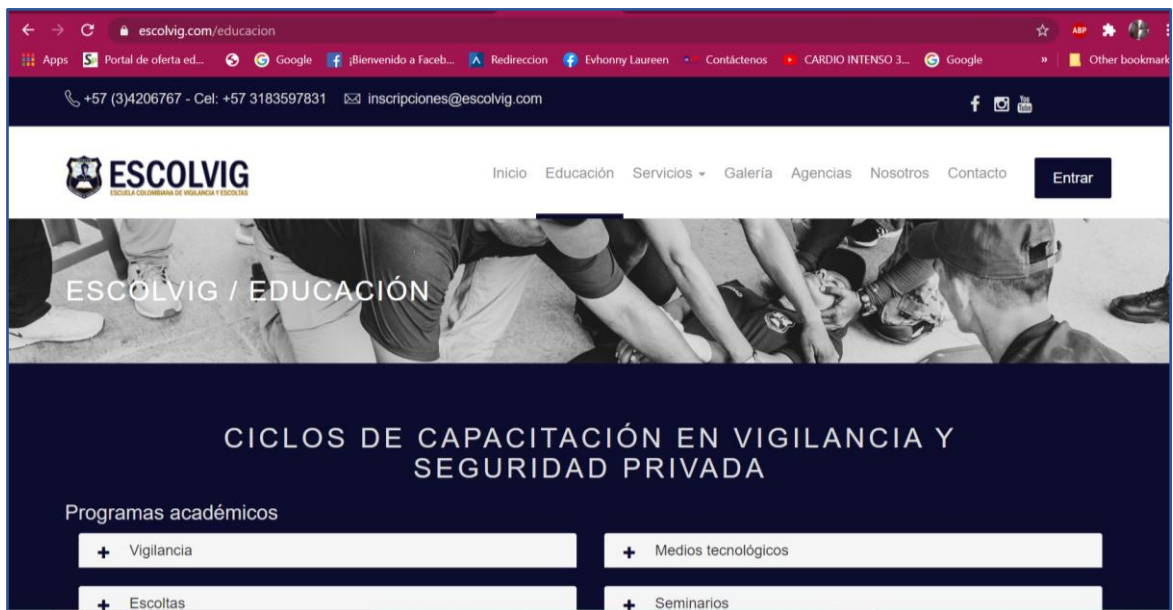 escolvig.com/educacion
ABP
Apps Portal de oferta ed... Google ¡Bienvenido a Faceb... Redireccion Evhonny Laureen Contáctenos CARDIO INTENSO 3... Google » Other bookmark
+57 (3)4206767 - Cel: +57 3183597831 inscripciones@escolvig.com
You Tube
ESCOLVIG
ESCUELA COLOMBIANA DE VIGILANCIA Y ESCOLTAS
Inicio Educación Servicios Galería Agencias Nosotros Contacto Entrar
ESCOLVIG / EDUCACIÓN
CICLOS DE CAPACITACIÓN EN VIGILANCIA Y
SEGURIDAD PRIVADA
Programas académicos
+ Vigilancia
+ Medios tecnológicos
+ Escoltas
+ Seminarios